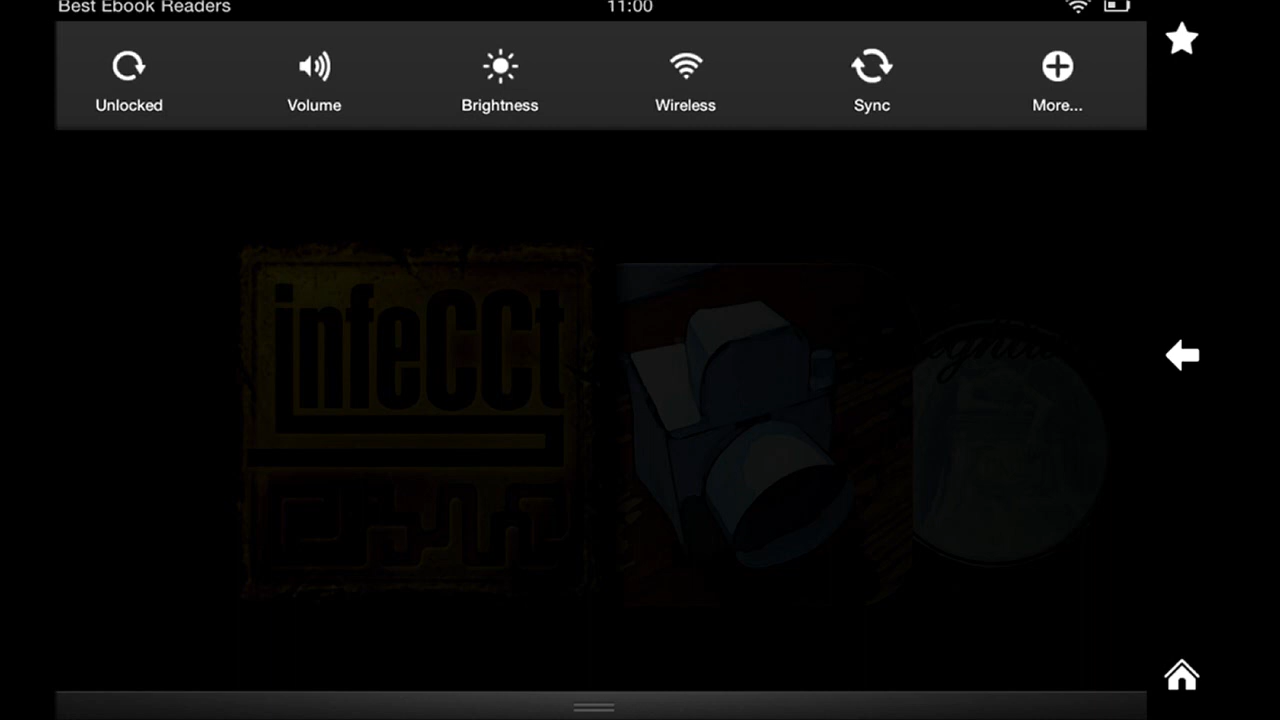 Best Ebook Readers 11:00
Unlocked Volume Brightness Wireless Sync More...
infeCCt